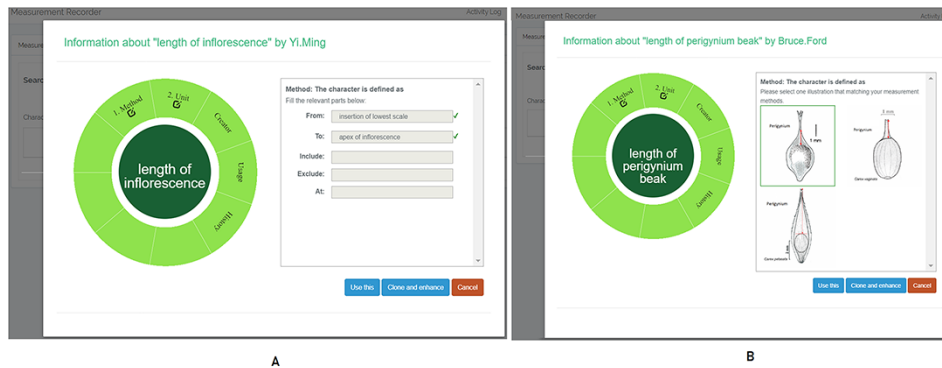 Measurement Recorder
Activity Log
Information about "length of inflorescence" by Yi.Ming
1. Method
2. Unit
Creator
Usage
History
length of
inflorescence
Method: The character is defined as
Fill the relevant parts below:
From: insertion of lowest scale
To: apex of inflorescence
Include:
Exclude:
At:
Use this
Clone and enhance
Cancel
A
Measurement Recorder
Information about "length of perigynium beak" by Bruce.Ford
1. Method
2. Unit
Creator
Usage
History
length of
perigynium
beak
Method: The character is defined as
Please select one illustration that matching your measurement
methods.
Perigynium
1 mm
Perigynium
Perigynium
Use this
Clone and enhance
Cancel
B